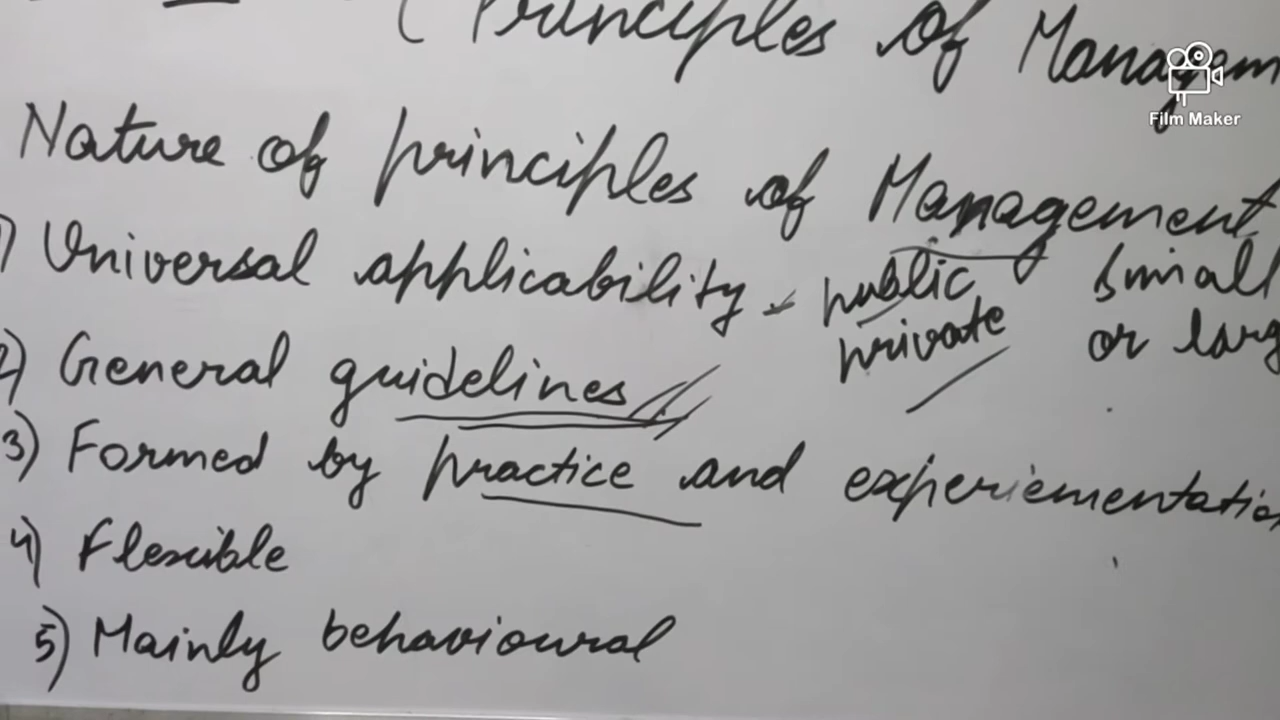 ( Principles of Managem
Film Maker
Nature of principles of Management
1) Universal applicability - public small
private or larg
2) General guidelines
3) Formed by practice and experiementatio
4) Flexible
5) Mainly behavioural